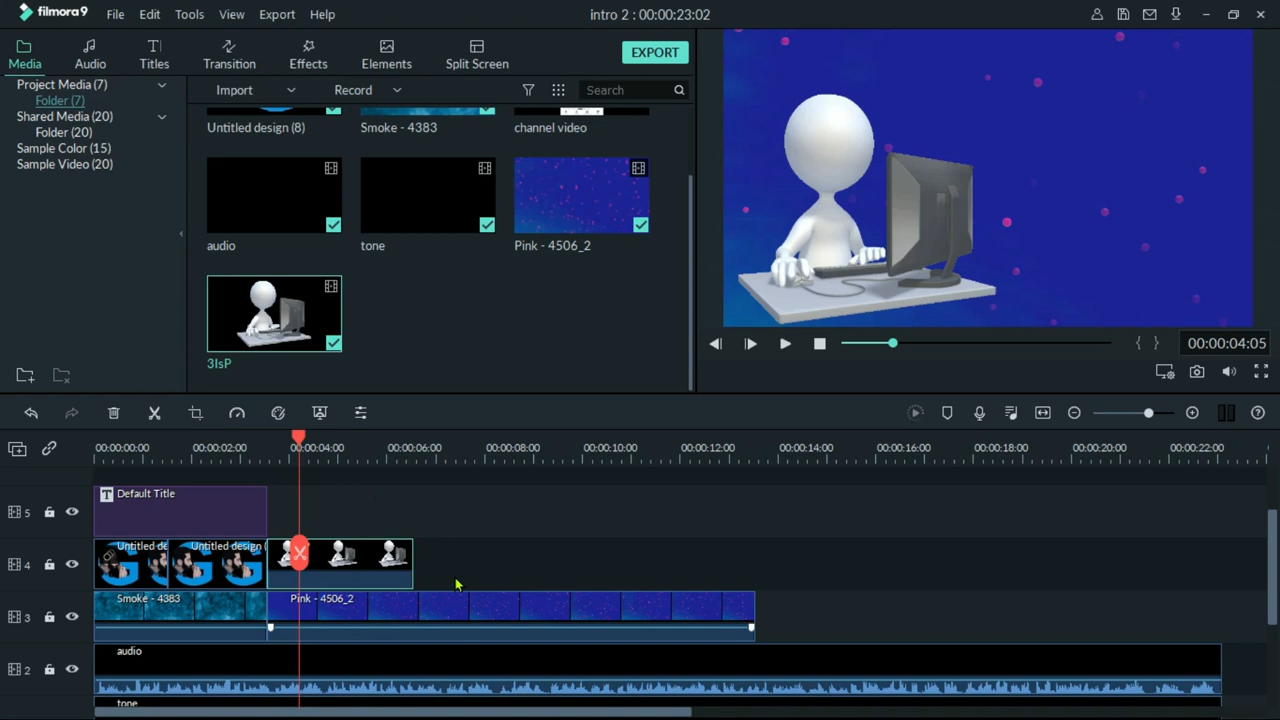 filmora9 File Edit Tools View Export Help intro 2 : 00:00:23:02
Media Audio Titles Transition Effects Elements Split Screen EXPORT
Project Media (7)
Folder (7)
Shared Media (20)
Folder (20)
Sample Color (15)
Sample Video (20)
Import Record Search
Untitled design (8) Smoke - 4383 channel video
audio tone Pink - 4506_2
3IsP
00:00:04:05
00:00:00:00 00:00:02:00 00:00:04:00 00:00:06:00 00:00:08:00 00:00:10:00 00:00:12:00 00:00:14:00 00:00:16:00 00:00:18:00 00:00:20:00 00:00:22:00
5 T Default Title
4 Untitled de Untitled design (
3 Smoke - 4383 Pink - 4506_2
2 audio
tone